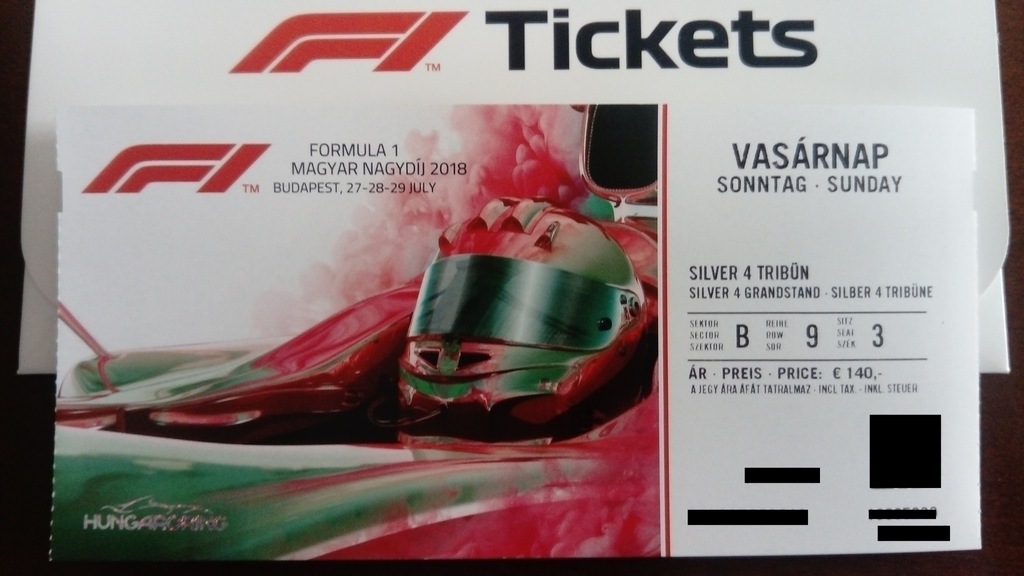 F1™ Tickets
F1™
FORMULA 1
MAGYAR NAGYDÍJ 2018
BUDAPEST, 27-28-29 JULY
HUNGARORING
VASÁRNAP
SONNTAG · SUNDAY
SILVER 4 TRIBÜN
SILVER 4 GRANDSTAND · SILBER 4 TRIBÜNE
SEKTOR
SECTOR
SZEKTOR
B
REIHE
ROW
SOR
9
SITZ
SEAT
SZÉK
3
ÁR · PREIS · PRICE: € 140,-
A JEGY ÁRA ÁFÁT TATRALMAZ · INCL TAX. · INKL. STEUER